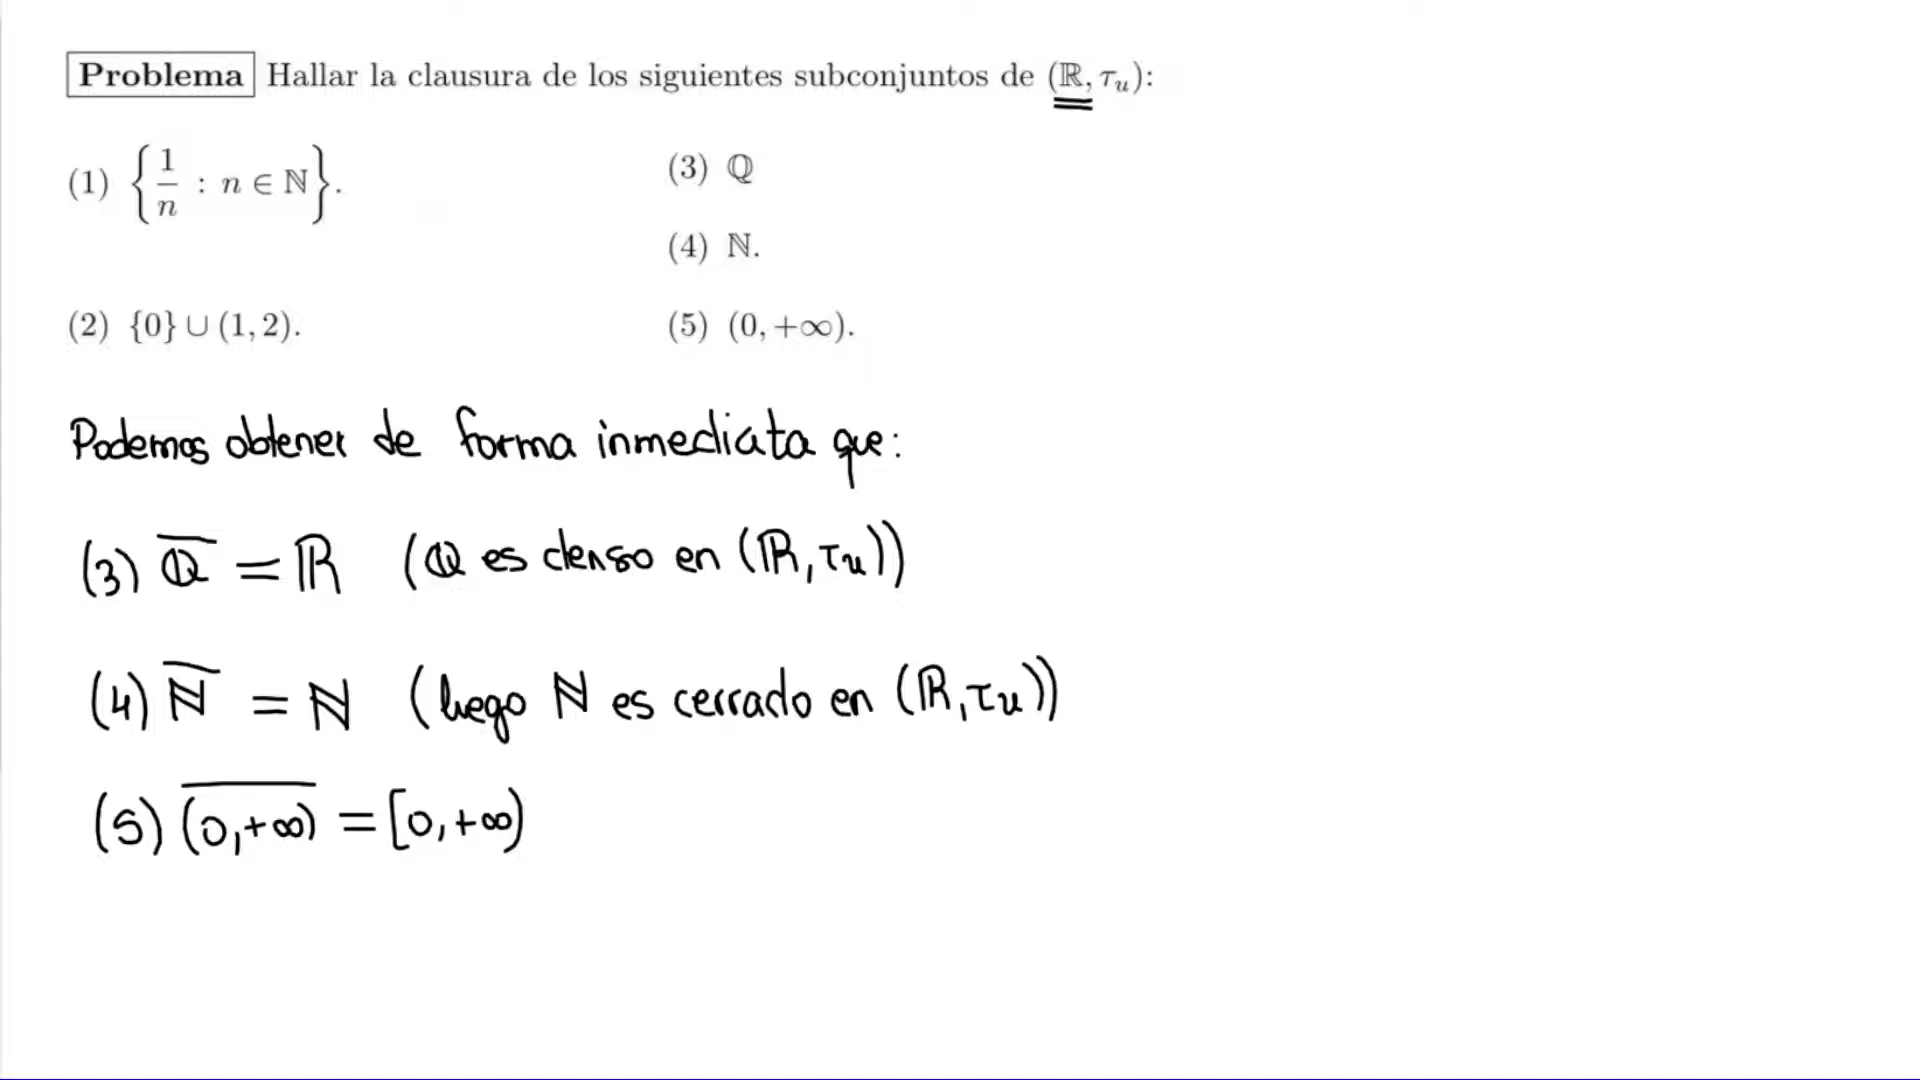 Problema Hallar la clausura de los siguientes subconjuntos de (ℝ, τᵤ):
(1) {1/n : n ∈ ℕ}.
(2) {0} ∪ (1, 2).
(3) ℚ
(4) ℕ.
(5) (0, +∞).
Podemos obtener de forma inmediata que:
(3) ℚ̅ = ℝ (ℚ es denso en (ℝ, τᵤ))
(4) ℕ̅ = ℕ (luego ℕ es cerrado en (ℝ, τᵤ))
(5) (0, +∞)̅ = [0, +∞)